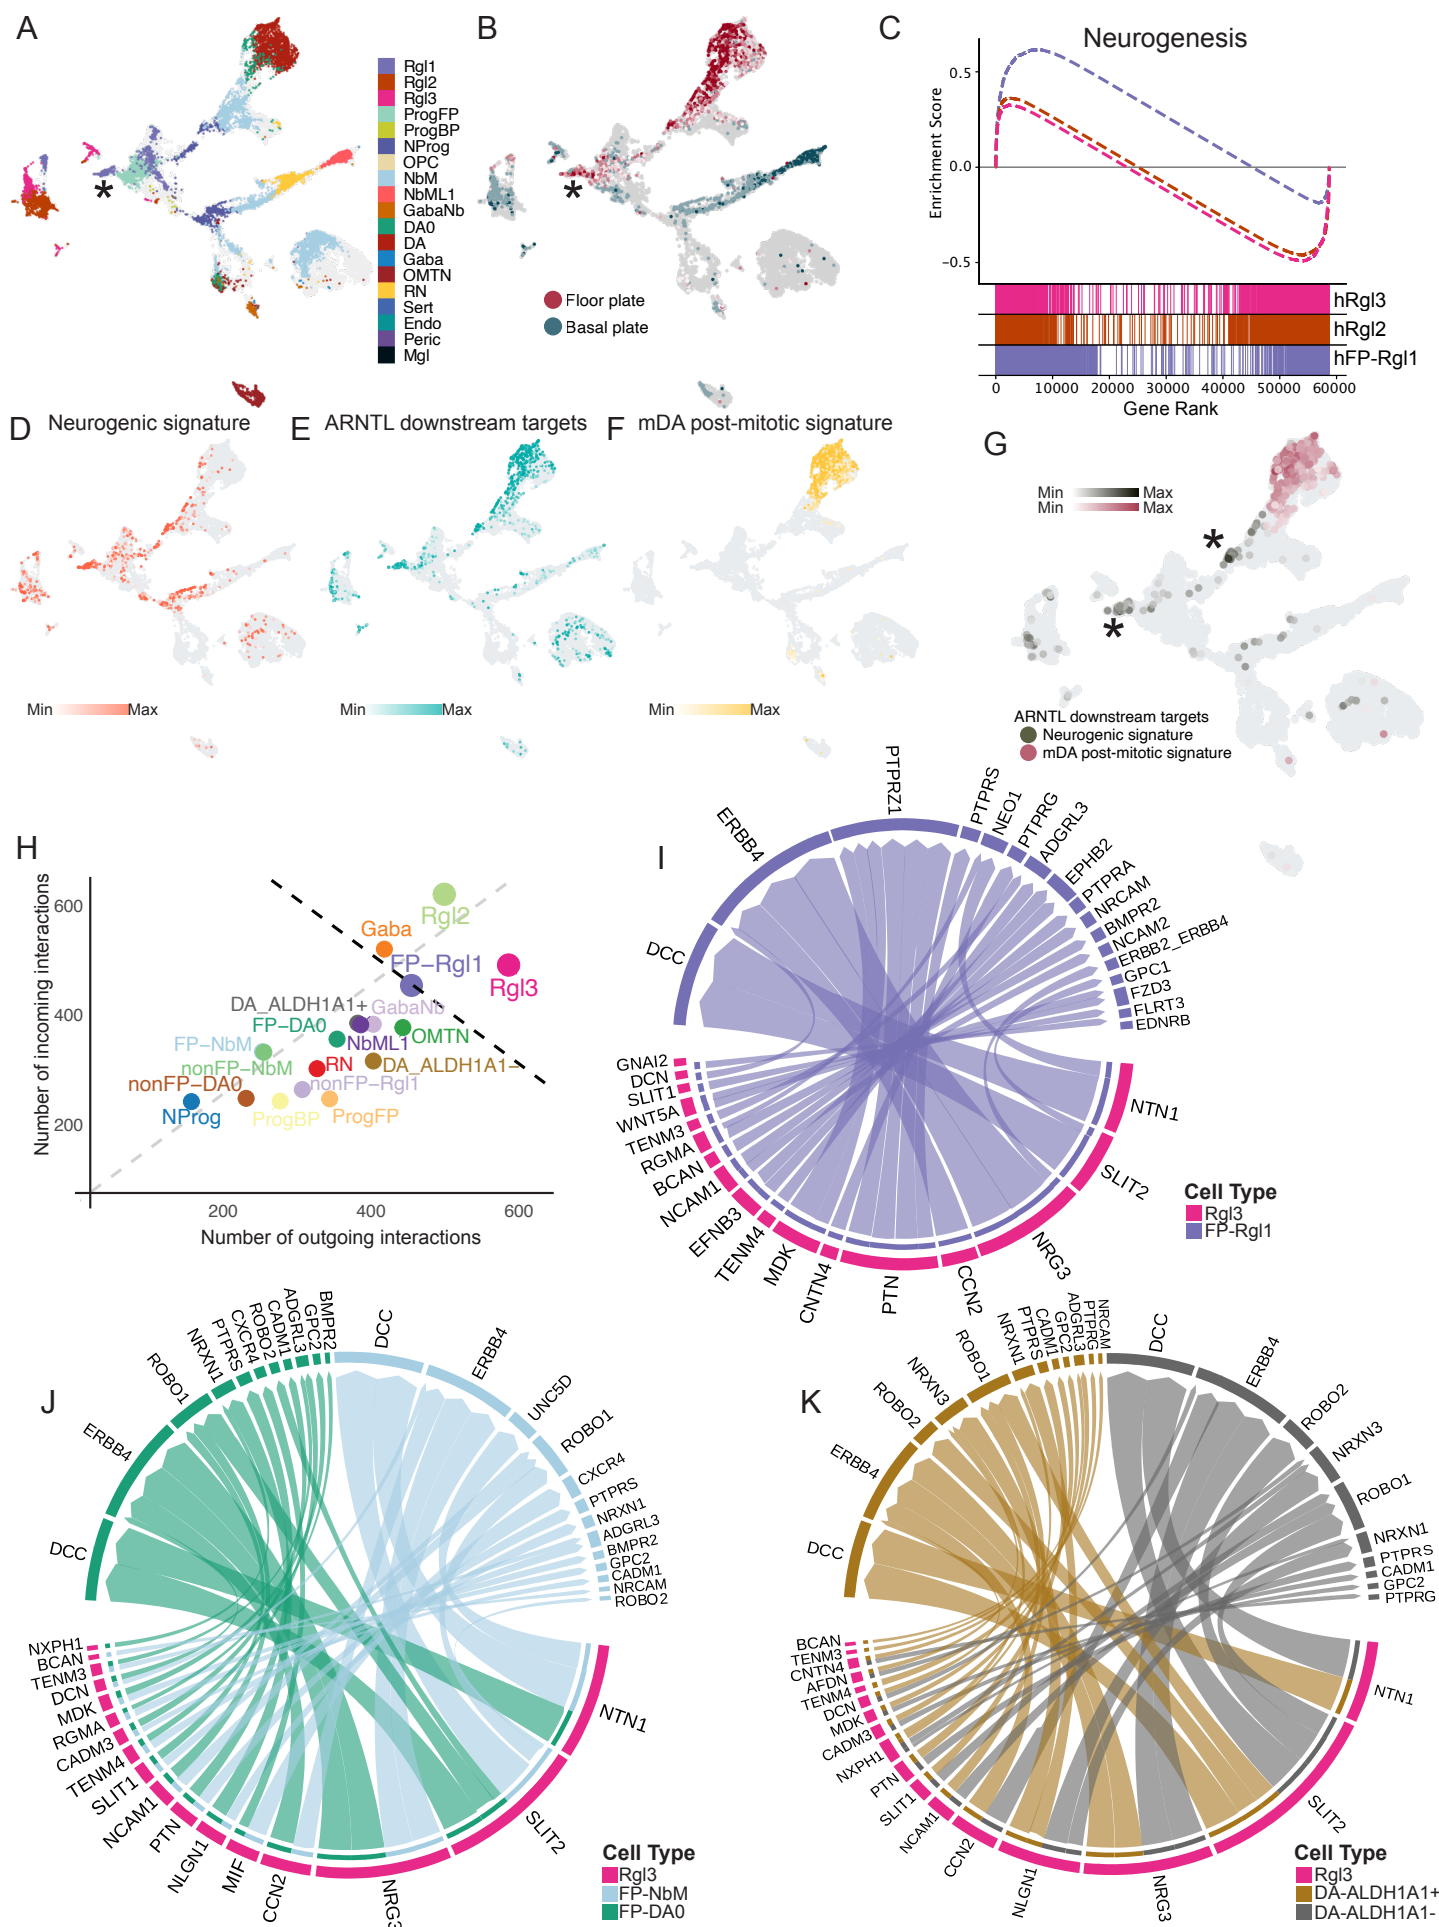 A
Rgl1
Rgl2
Rgl3
ProgFP
ProgBP
NProg
OPC
NbM
NbML1
GabaNb
DA0
DA
Gaba
OMTN
RN
Sert
Endo
Peric
Mgl
*
B
*
Floor plate
Basal plate
C
Neurogenesis
Enrichment Score
0.5
0.0
−0.5
hRgl3
hRgl2
hFP-Rgl1
0 10000 20000 30000 40000 50000 60000
Gene Rank
D
Neurogenic signature
Min Max
E
ARNTL downstream targets
Min Max
F
mDA post-mitotic signature
Min Max
G
Min Max
Min Max
*
*
ARNTL downstream targets
Neurogenic signature
mDA post-mitotic signature
H
Number of incoming interactions
600
400
200
Rgl2
Gaba
FP−Rgl1
Rgl3
DA_ALDH1A1+
GabaNb
FP−DA0
NbML1
OMTN
FP−NbM
nonFP−NbM
RN
DA_ALDH1A1−
nonFP−DA0
nonFP−Rgl1
NProg
ProgBP
ProgFP
200 400 600
Number of outgoing interactions
I
DCC
ERBB4
PTPRZ1
PTPRS
NEO1
PTPRG
ADGRL3
EPHB2
PTPRA
NRCAM
BMPR2
NCAM2
ERBB2_ERBB4
GPC1
FZD3
FLRT3
EDNRB
GNAI2
DCN
SLIT1
WNT5A
TENM3
RGMA
BCAN
NCAM1
EFNB3
TENM4
MDK
CNTN4
PTN
CCN2
NRG3
SLIT2
NTN1
Cell Type
Rgl3
FP-Rgl1
J
DCC
ERBB4
ROBO1
NRXN1
PTPRS
CXCR4
ROBO2
CADM1
ADGRL3
GPC2
BMPR2
DCC
ERBB4
UNC5D
ROBO1
CXCR4
PTPRS
NRXN1
ADGRL3
BMPR2
GPC2
CADM1
NRCAM
ROBO2
NXPH1
BCAN
TENM3
DCN
MDK
RGMA
CADM3
TENM4
SLIT1
NCAM1
PTN
NLGN1
MIF
CCN2
NRG3
SLIT2
NTN1
Cell Type
Rgl3
FP−NbM
FP−DA0
K
DCC
ERBB4
ROBO2
NRXN3
ROBO1
NRXN1
PTPRS
CADM1
GPC2
ADGRL3
PTPRG
NRCAM
DCC
ERBB4
ROBO2
NRXN3
ROBO1
NRXN1
PTPRS
CADM1
GPC2
PTPRG
BCAN
TENM3
CNTN4
AFDN
TENM4
DCN
MDK
CADM3
NXPH1
PTN
SLIT1
NCAM1
CCN2
NLGN1
NRG3
SLIT2
NTN1
Cell Type
Rgl3
DA-ALDH1A1+
DA-ALDH1A1-